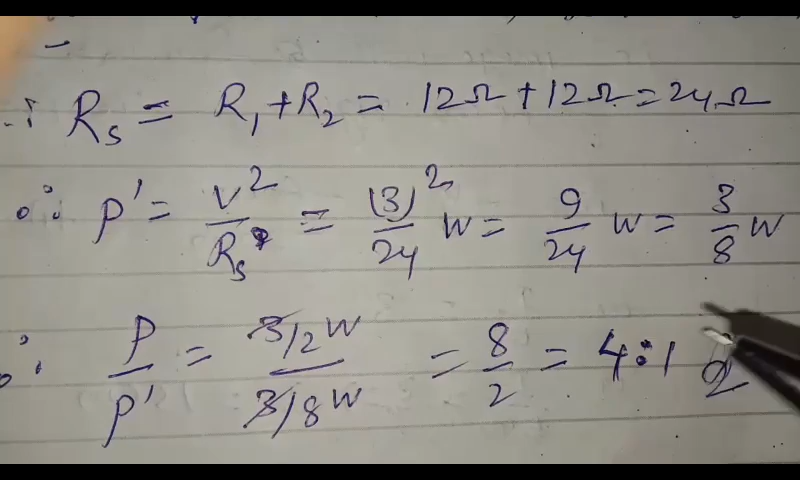 ∴ Rₛ = R₁ + R₂ = 12Ω + 12Ω = 24Ω
∴ P' = V²/Rₛ = (3)²/24 W = 9/24 W = 3/8 W
∴ P/P' = 3/2 W / 3/8 W = 8/2 = 4:1